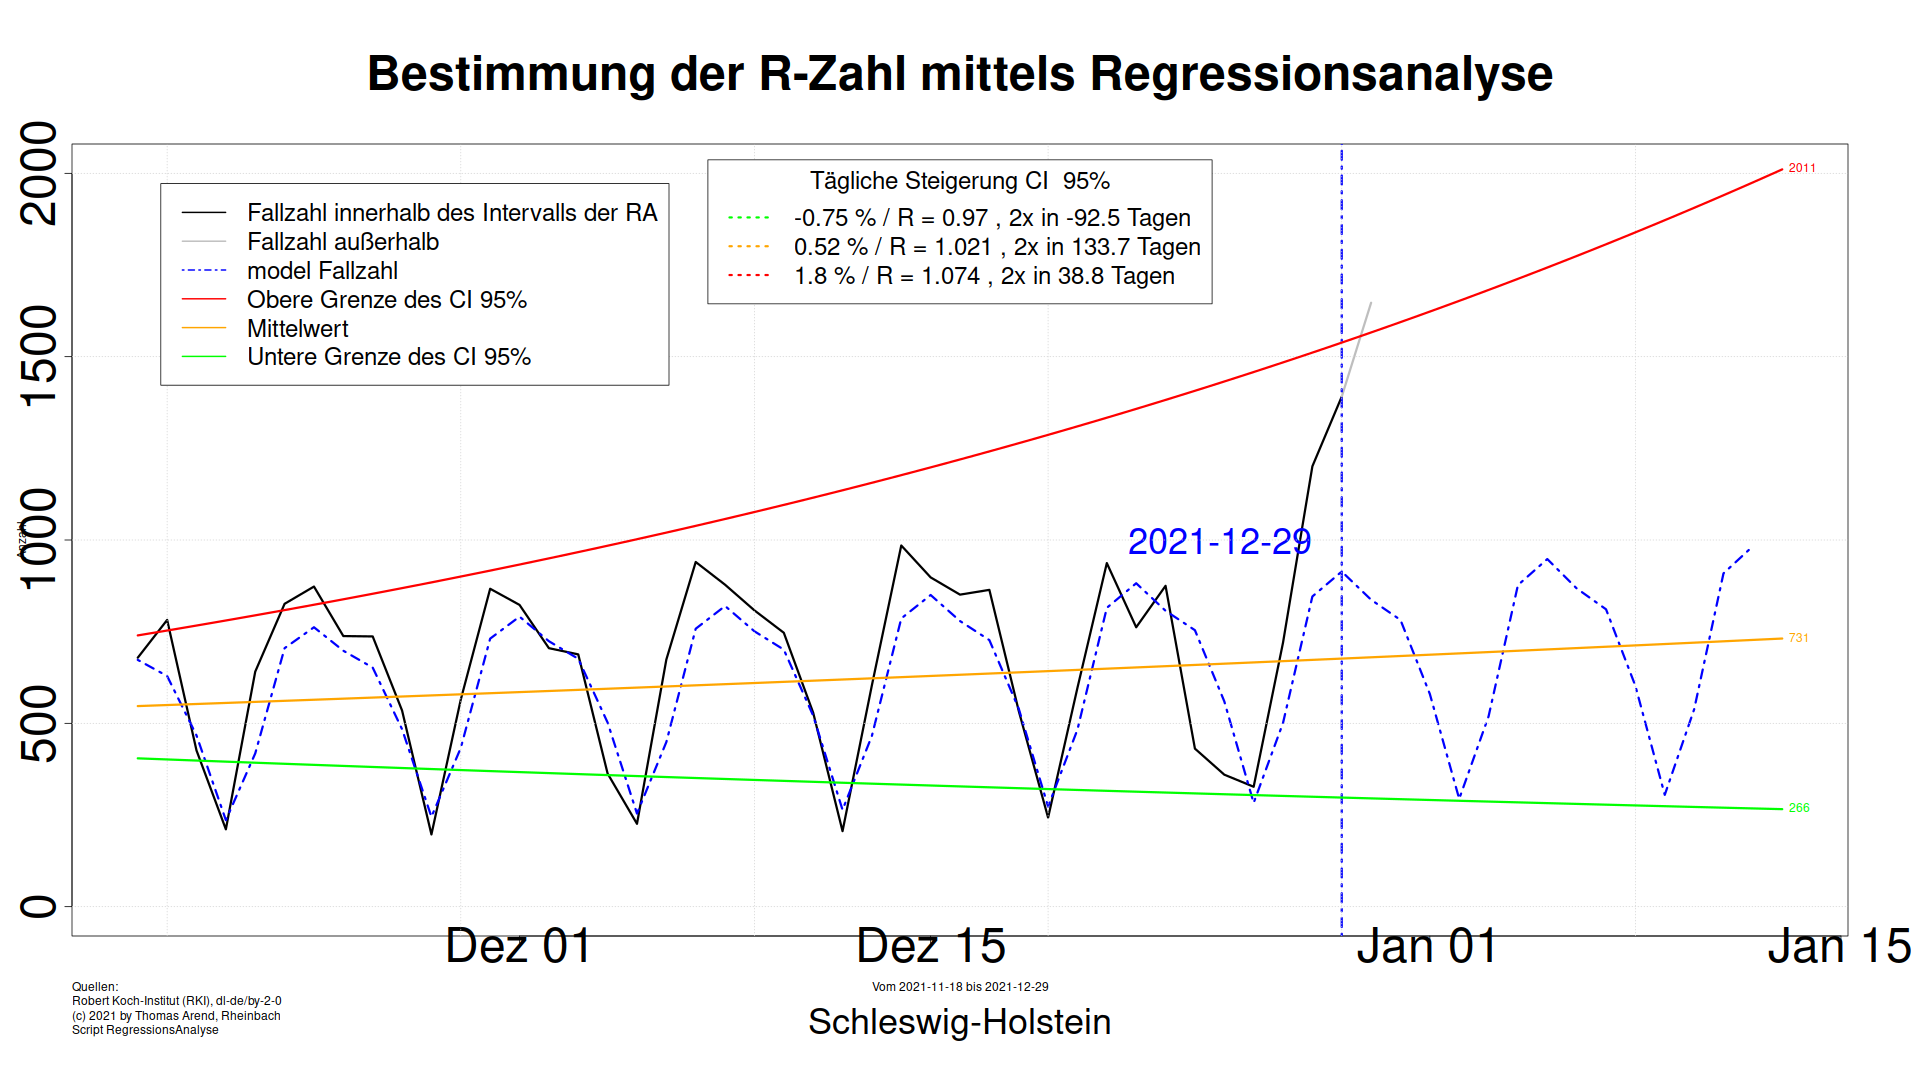 Bestimmung der R-Zahl mittels Regressionsanalyse
Anzahl
2000
1500
1000
500
0
Fallzahl innerhalb des Intervalls der RA
Fallzahl außerhalb
model Fallzahl
Obere Grenze des CI 95%
Mittelwert
Untere Grenze des CI 95%
Tägliche Steigerung CI  95%
-0.75 % / R = 0.97 , 2x in -92.5 Tagen
0.52 % / R = 1.021 , 2x in 133.7 Tagen
1.8 % / R = 1.074 , 2x in 38.8 Tagen
2011
2021-12-29
731
266
Dez 01
Dez 15
Jan 01
Jan 15
Vom 2021-11-18 bis 2021-12-29
Schleswig-Holstein
Quellen:
Robert Koch-Institut (RKI), dl-de/by-2-0
(c) 2021 by Thomas Arend, Rheinbach
Script RegressionsAnalyse